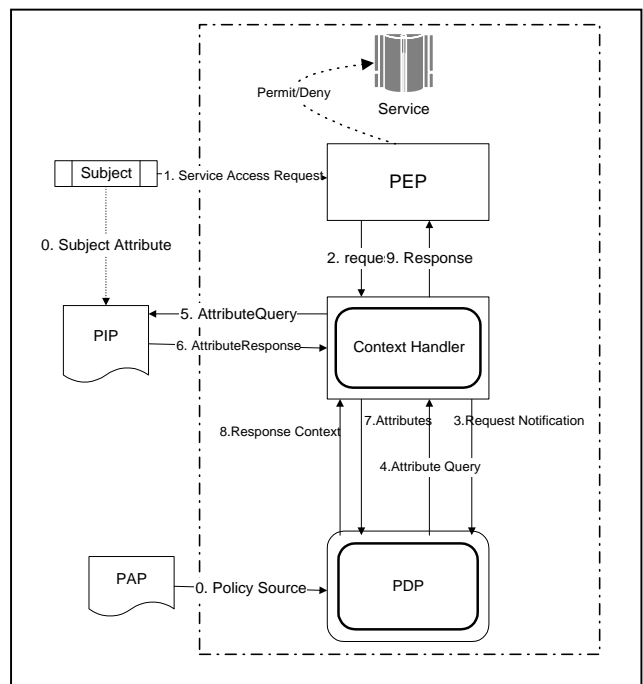 Permit/Deny
Service
Subject
1. Service Access Request
PEP
0. Subject Attribute
2. reque
9. Response
5. AttributeQuery
PIP
6. AttributeResponse
Context Handler
7.Attributes
3.Request Notification
8.Response Context
4.Attribute Query
PAP
0. Policy Source
PDP